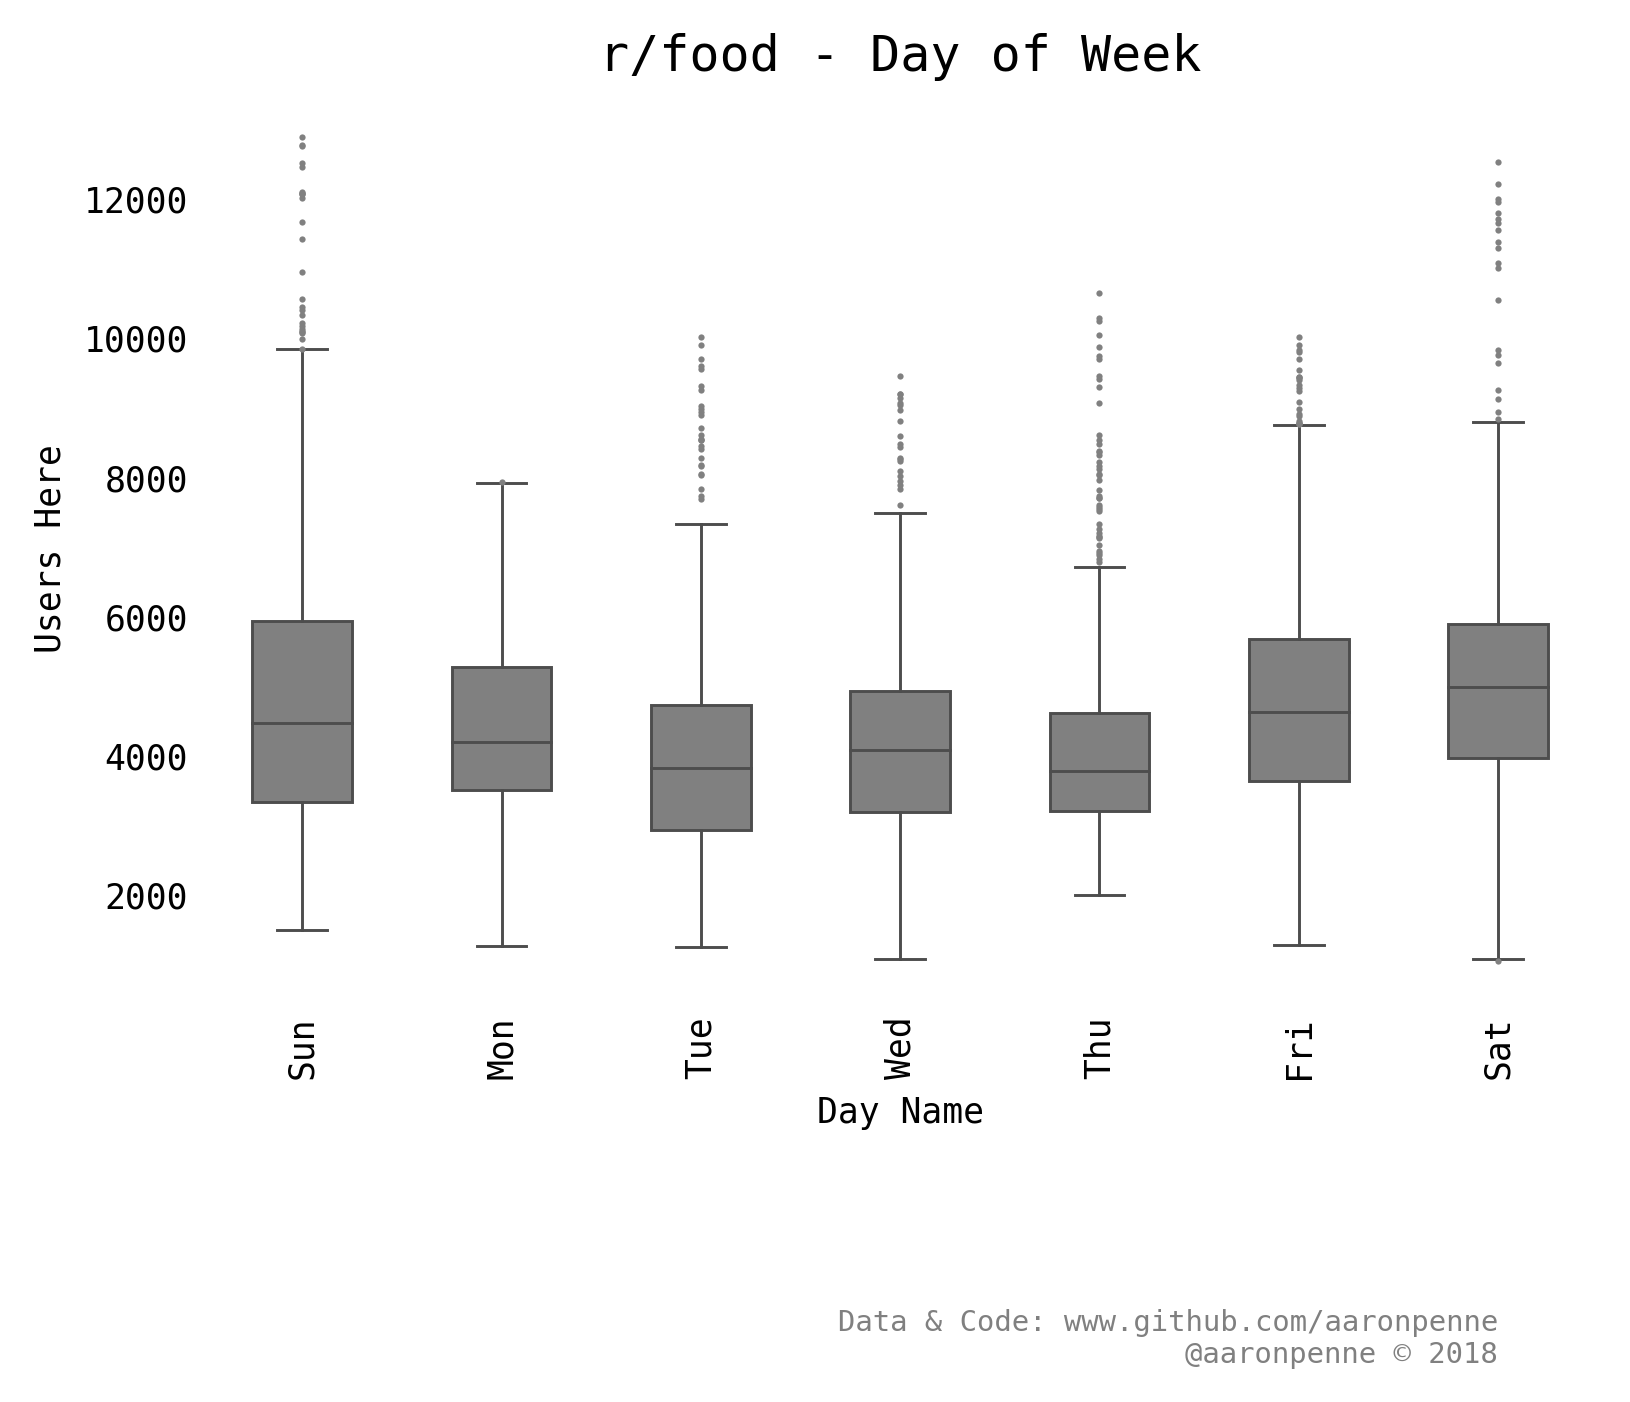 r/food - Day of Week
12000
10000
8000
6000
4000
2000
Users Here
Sun
Mon
Tue
Wed
Thu
Fri
Sat
Day Name
Data & Code: www.github.com/aaronpenne
@aaronpenne © 2018